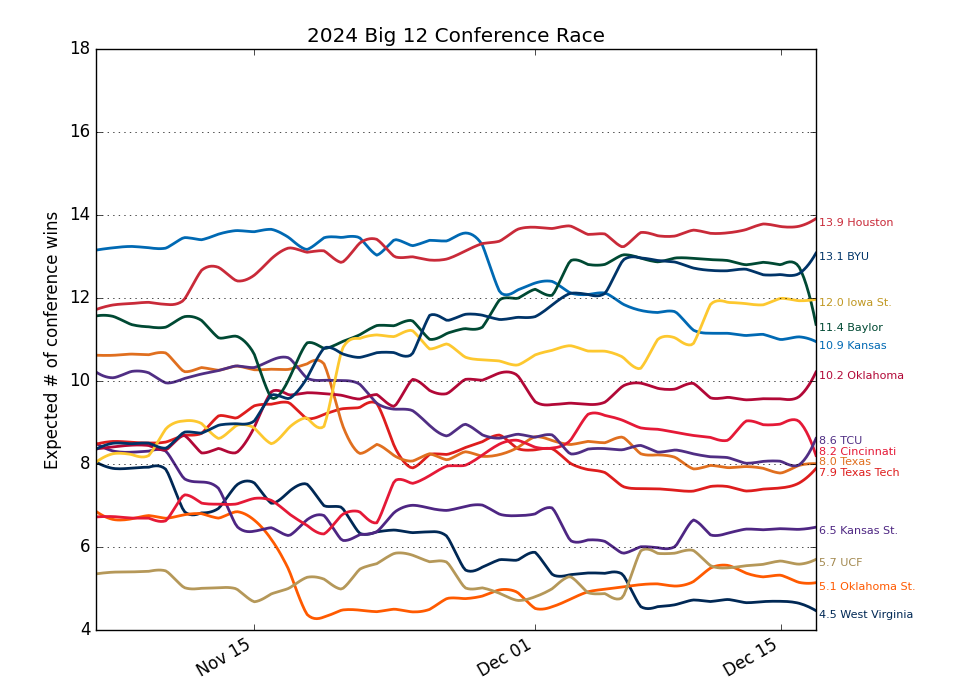 2024 Big 12 Conference Race
Expected # of conference wins
18
16
14
12
10
8
6
4
Nov 15
Dec 01
Dec 15
13.9 Houston
13.1 BYU
12.0 Iowa St.
11.4 Baylor
10.9 Kansas
10.2 Oklahoma
8.6 TCU
8.2 Cincinnati
8.0 Texas
7.9 Texas Tech
6.5 Kansas St.
5.7 UCF
5.1 Oklahoma St.
4.5 West Virginia